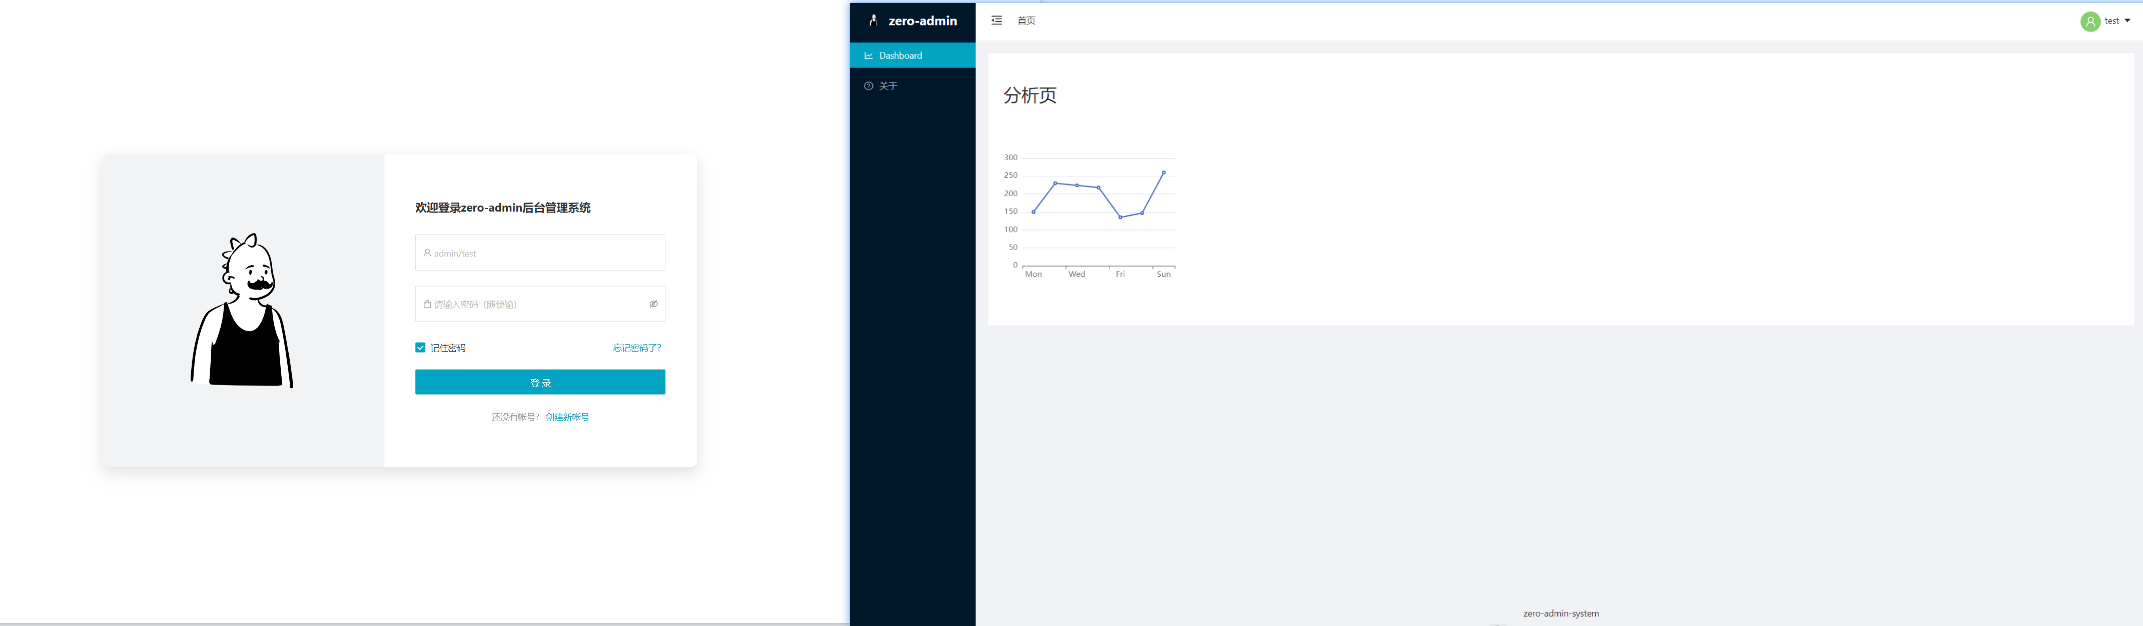 欢迎登录zero-admin后台管理系统
admin/test
请输入密码（随便输）
记住密码
忘记密码了?
登 录
还没有帐号? 创建新帐号
zero-admin
Dashboard
关于
首页
test
分析页
300
250
200
150
100
50
0
Mon Wed Fri Sun
zero-admin-system